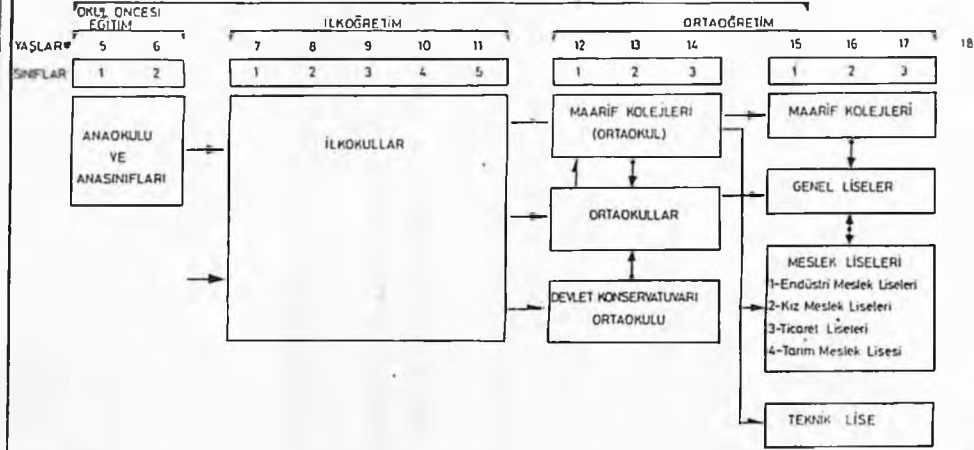 OKUL ÖNCESİ
EĞİTİM
İLKÖĞRETİM
ORTAÖĞRETİM
YAŞLAR 5 6 7 8 9 10 11 12 13 14 15 16 17 18
SINIFLAR 1 2 1 2 3 4 5 1 2 3 1 2 3
ANAOKULU
VE
ANASINIFLARI
İLKOKULLAR
MAARİF KOLEJLERİ
(ORTAOKUL)
ORTAOKULLAR
DEVLET KONSERVATUVARI
ORTAOKULU
MAARİF KOLEJLERİ
GENEL LİSELER
MESLEK LİSELERİ
1-Endüstri Meslek Liseleri
2-Kız Meslek Liseleri
3-Ticaret Liseleri
4-Tarim Meslek Lisesi
TEKNİK LİSE